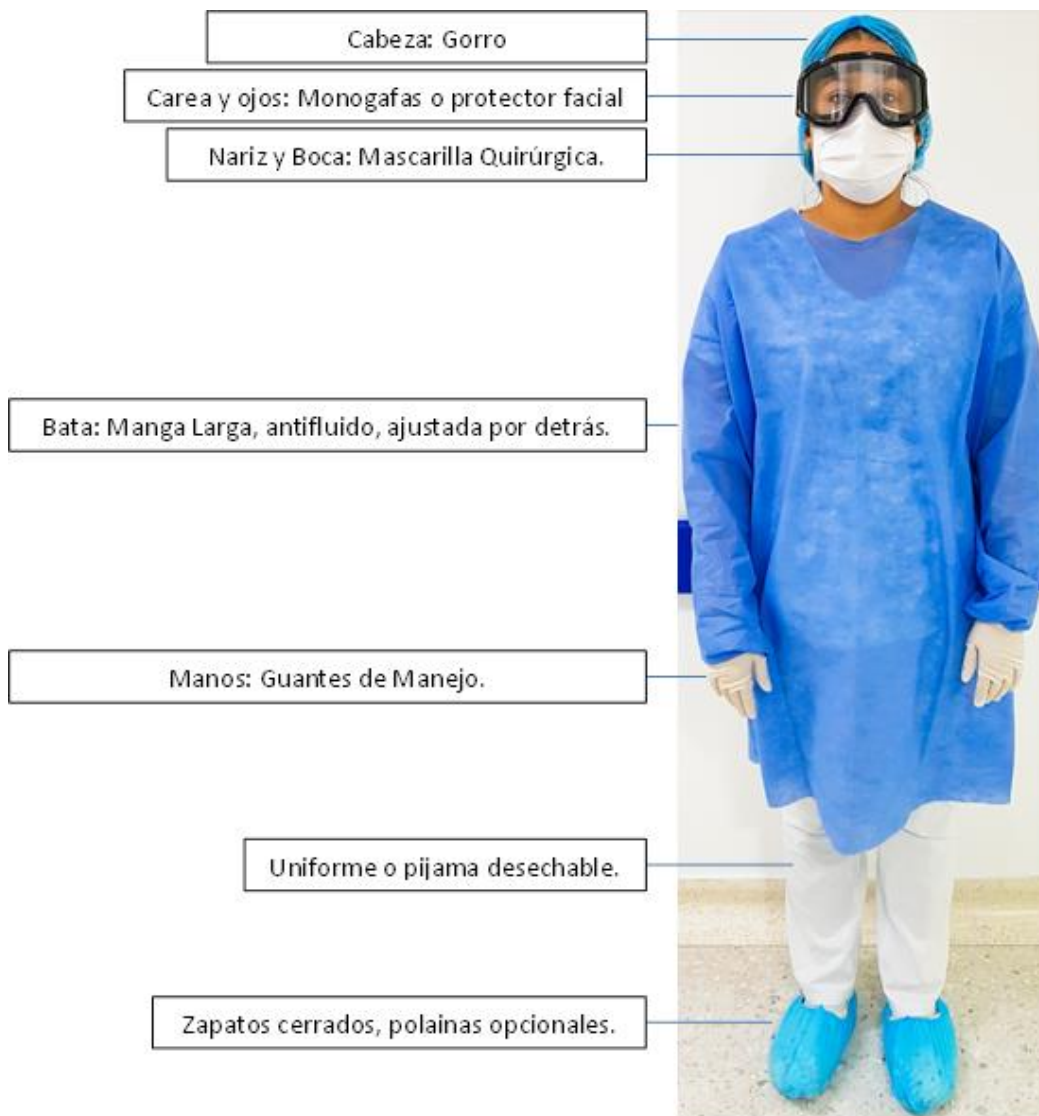 Cabeza: Gorro
Carea y ojos: Monogafas o protector facial
Nariz y Boca: Mascarilla Quirúrgica.
Bata: Manga Larga, antifluido, ajustada por detrás.
Manos: Guantes de Manejo.
Uniforme o pijama desechable.
Zapatos cerrados, polainas opcionales.